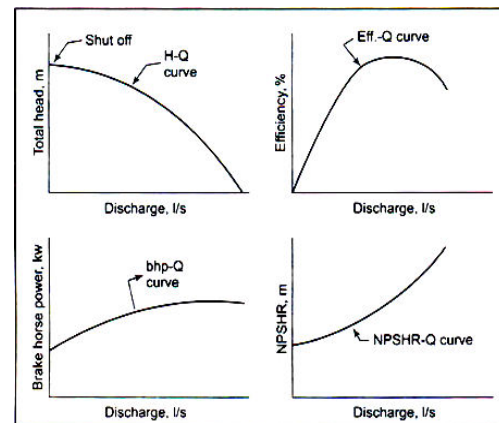 Shut off
H-Q
curve
Total head, m
Discharge, l/s
Eff.-Q curve
Efficiency, %
Discharge, l/s
bhp-Q
curve
Brake horse power, kw
Discharge, l/s
NPSHR, m
NPSHR-Q curve
Discharge, l/s